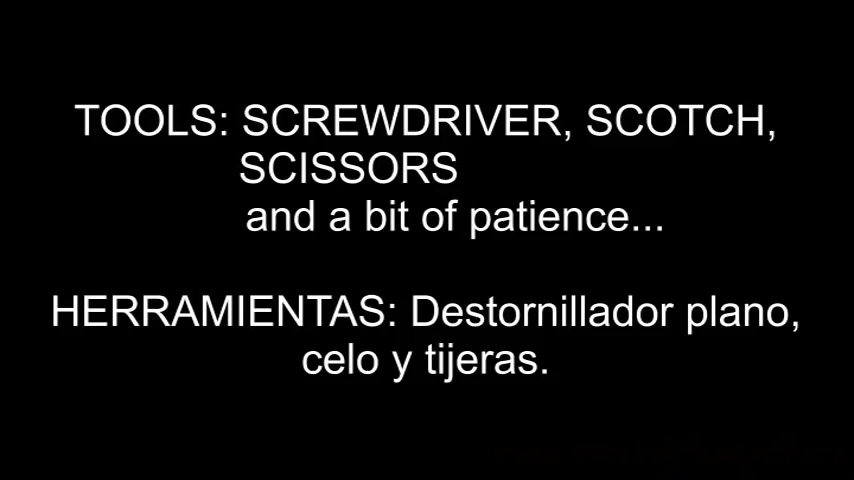 TOOLS: SCREWDRIVER, SCOTCH,
SCISSORS
and a bit of patience...
HERRAMIENTAS: Destornillador plano,
celo y tijeras.